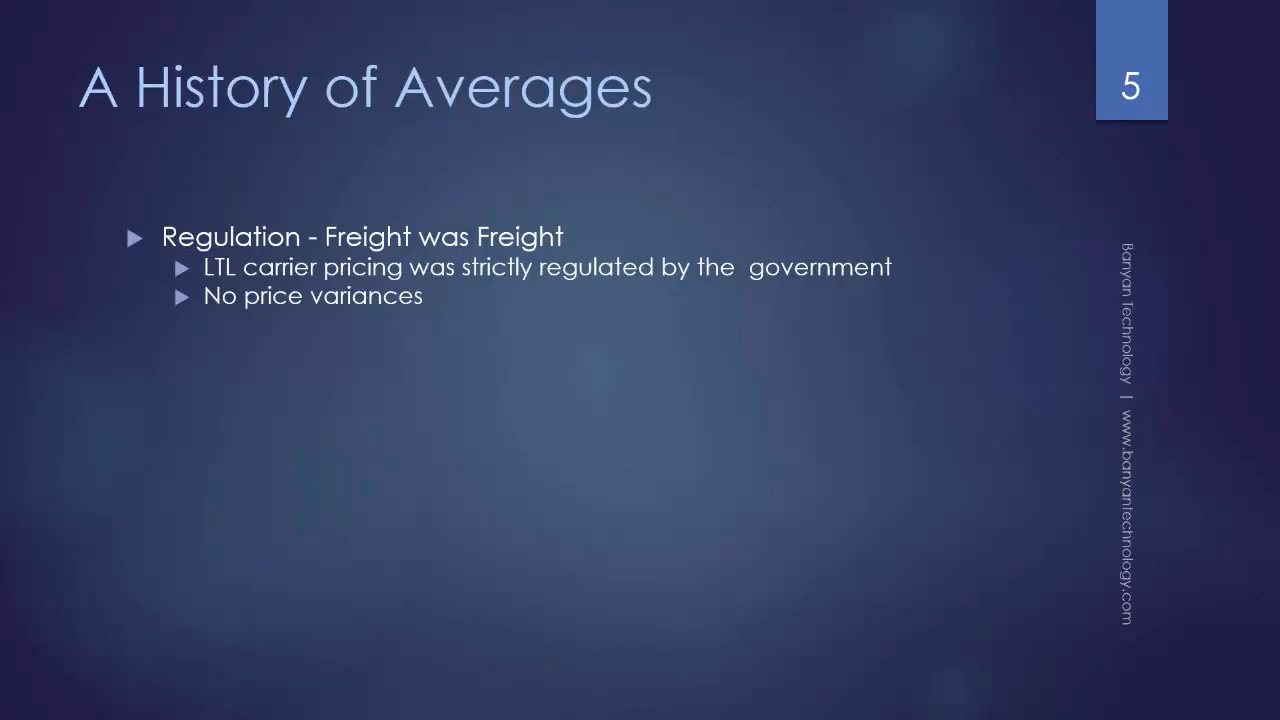 A History of Averages
5
Regulation - Freight was Freight
LTL carrier pricing was strictly regulated by the  government
No price variances
Banyan Technology | www.banyantechnology.com